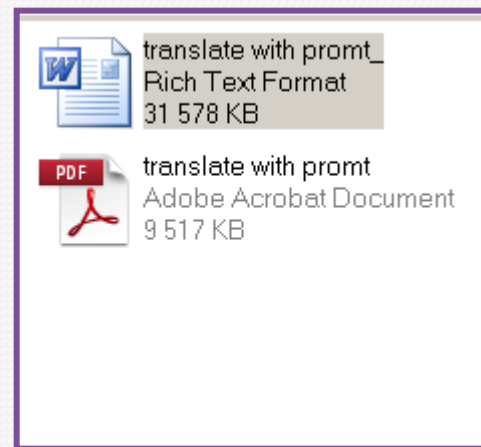 W
translate with promt_
Rich Text Format
31 578 KB
PDF
translate with promt
Adobe Acrobat Document
9 517 KB